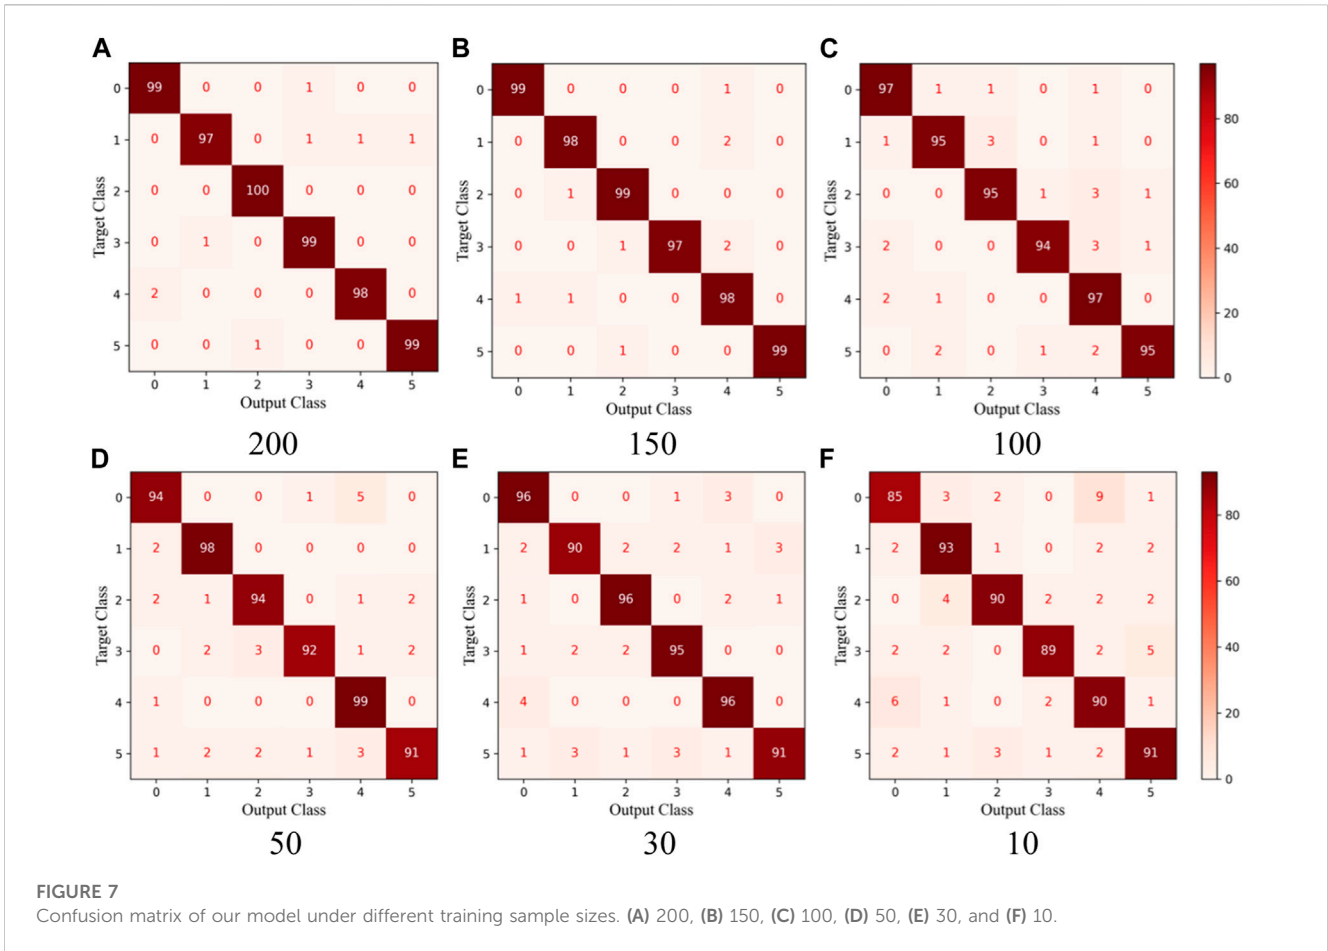 A
B
C
Target Class
0 99 0 0 1 0 0
1 0 97 0 1 1 1
2 0 0 100 0 0 0
3 0 1 0 99 0 0
4 2 0 0 0 98 0
5 0 0 1 0 0 99
0 1 2 3 4 5
Output Class
200
Target Class
0 99 0 0 0 1 0
1 0 98 0 0 2 0
2 0 1 99 0 0 0
3 0 0 1 97 2 0
4 1 1 0 0 98 0
5 0 0 1 0 0 99
0 1 2 3 4 5
Output Class
150
Target Class
0 97 1 1 0 1 0
1 1 95 3 0 1 0
2 0 0 95 1 3 1
3 2 0 0 94 3 1
4 2 1 0 0 97 0
5 0 2 0 1 2 95
0 1 2 3 4 5
Output Class
100
80
60
40
20
0
D
E
F
Target Class
0 94 0 0 1 5 0
1 2 98 0 0 0 0
2 2 1 94 0 1 2
3 0 2 3 92 1 2
4 1 0 0 0 99 0
5 1 2 2 1 3 91
0 1 2 3 4 5
Output Class
50
Target Class
0 96 0 0 1 3 0
1 2 90 2 2 1 3
2 1 0 96 0 2 1
3 1 2 2 95 0 0
4 4 0 0 0 96 0
5 1 3 1 3 1 91
0 1 2 3 4 5
Output Class
30
Target Class
0 85 3 2 0 9 1
1 2 93 1 0 2 2
2 0 4 90 2 2 2
3 2 2 0 89 2 5
4 6 1 0 2 90 1
5 2 1 3 1 2 91
0 1 2 3 4 5
Output Class
10
80
60
40
20
0
FIGURE 7
Confusion matrix of our model under different training sample sizes. (A) 200, (B) 150, (C) 100, (D) 50, (E) 30, and (F) 10.